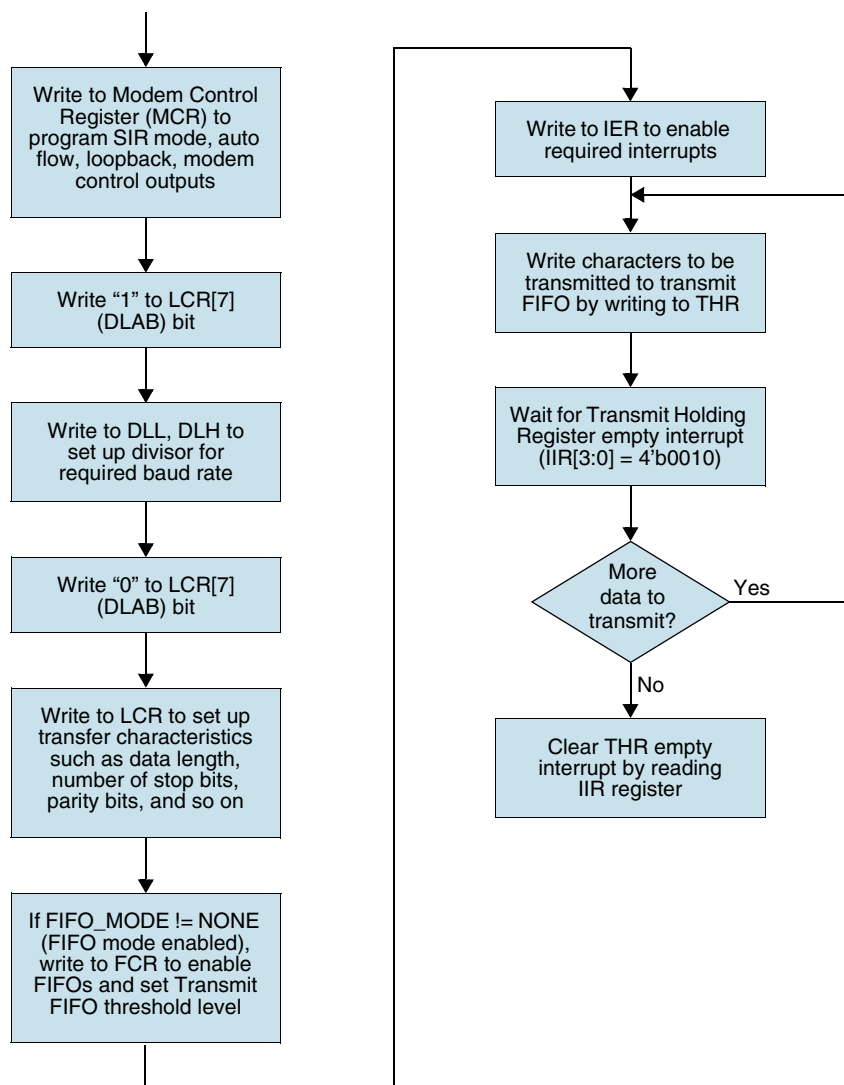 Write to Modem Control
Register (MCR) to
program SIR mode, auto
flow, loopback, modem
control outputs
Write “1” to LCR[7]
(DLAB) bit
Write to DLL, DLH to
set up divisor for
required baud rate
Write “0” to LCR[7]
(DLAB) bit
Write to LCR to set up
transfer characteristics
such as data length,
number of stop bits,
parity bits, and so on
If FIFO_MODE != NONE
(FIFO mode enabled),
write to FCR to enable
FIFOs and set Transmit
FIFO threshold level
Write to IER to enable
required interrupts
Write characters to be
transmitted to transmit
FIFO by writing to THR
Wait for Transmit Holding
Register empty interrupt
(IIR[3:0] = 4’b0010)
More
data to
transmit?
Yes
No
Clear THR empty
interrupt by reading
IIR register